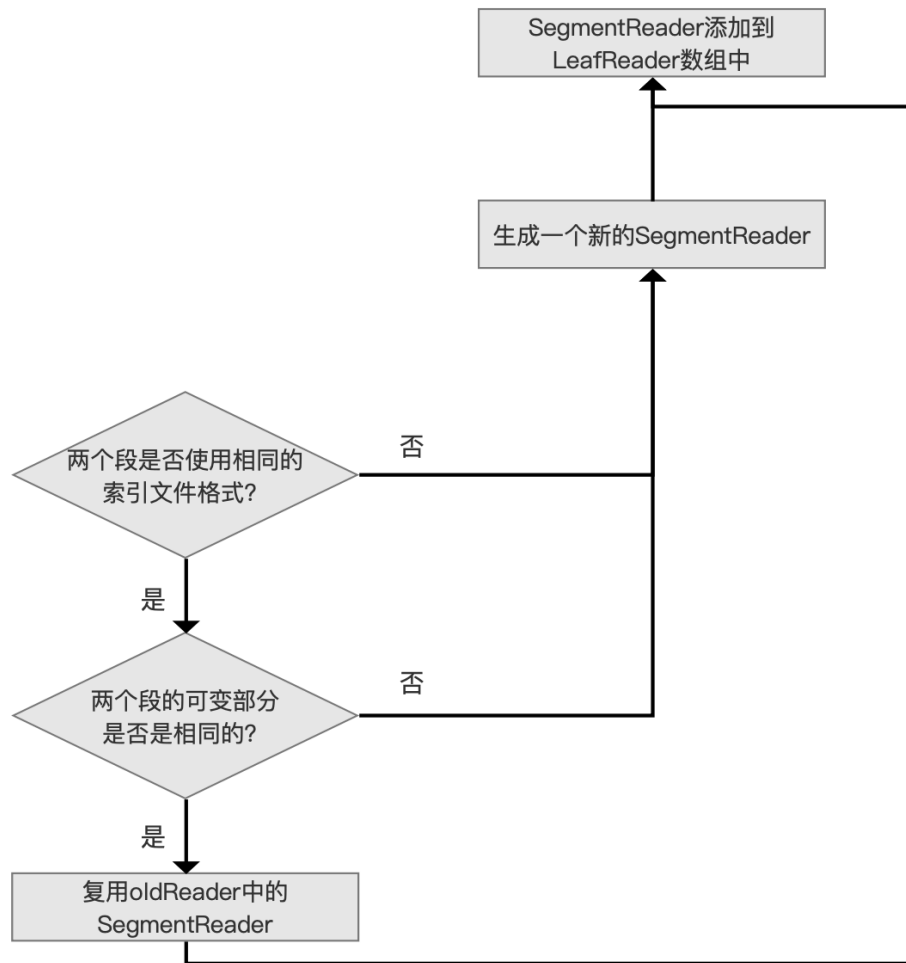 SegmentReader添加到
LeafReader数组中
生成一个新的SegmentReader
两个段是否使用相同的
索引文件格式?
否
是
两个段的可变部分
是否是相同的?
否
是
复用oldReader中的
SegmentReader